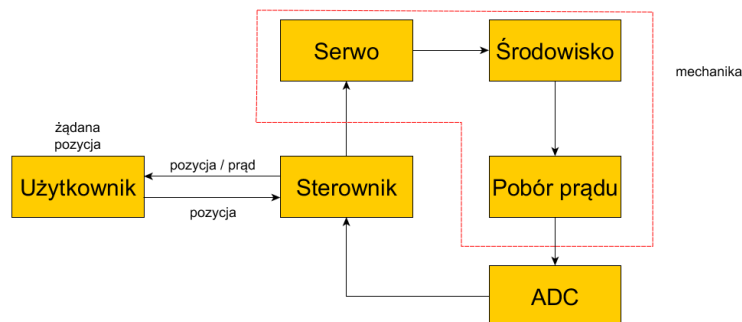 Serwo
Środowisko
mechanika
żądana
pozycja
Użytkownik
pozycja / prąd
pozycja
Sterownik
Pobór prądu
ADC